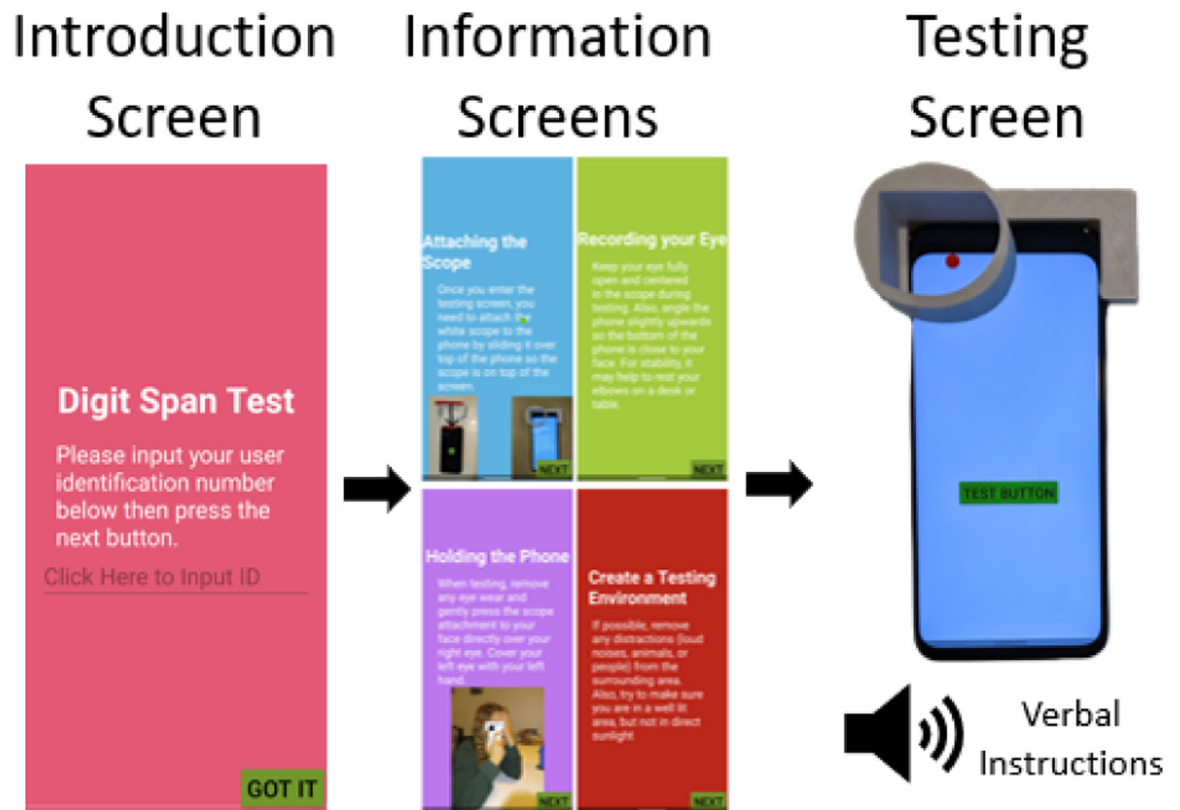 Introduction
Screen
Information
Screens
Testing
Screen
Digit Span Test
Please input your user
identification number
below then press the
next button.
Click Here to Input ID
GOT IT
Attaching the
Scope
Once you enter the
testing screen, you
need to attach the
white scope to the
phone by sliding it over
top of the phone so the
scope is on top of the
screen.
NEXT
Recording your Eye
Keep your eye fully
open and centered
in the scope during
testing. Also, angle the
phone slightly upwards
so the bottom of the
phone is close to your
face. For stability, it
may help to rest your
elbows on a desk or
table.
NEXT
Holding the Phone
When testing, remove
any eye wear and
gently press the scope
attachment to your
face directly over your
right eye. Cover your
left eye with your left
hand.
NEXT
Create a Testing
Environment
If possible, remove
any distractions (loud
noises, animals, or
people) from the
surrounding area.
Also, try to make sure
you are in a well lit
area, but not in direct
sunlight
NEXT
TEST BUTTON
Verbal
Instructions